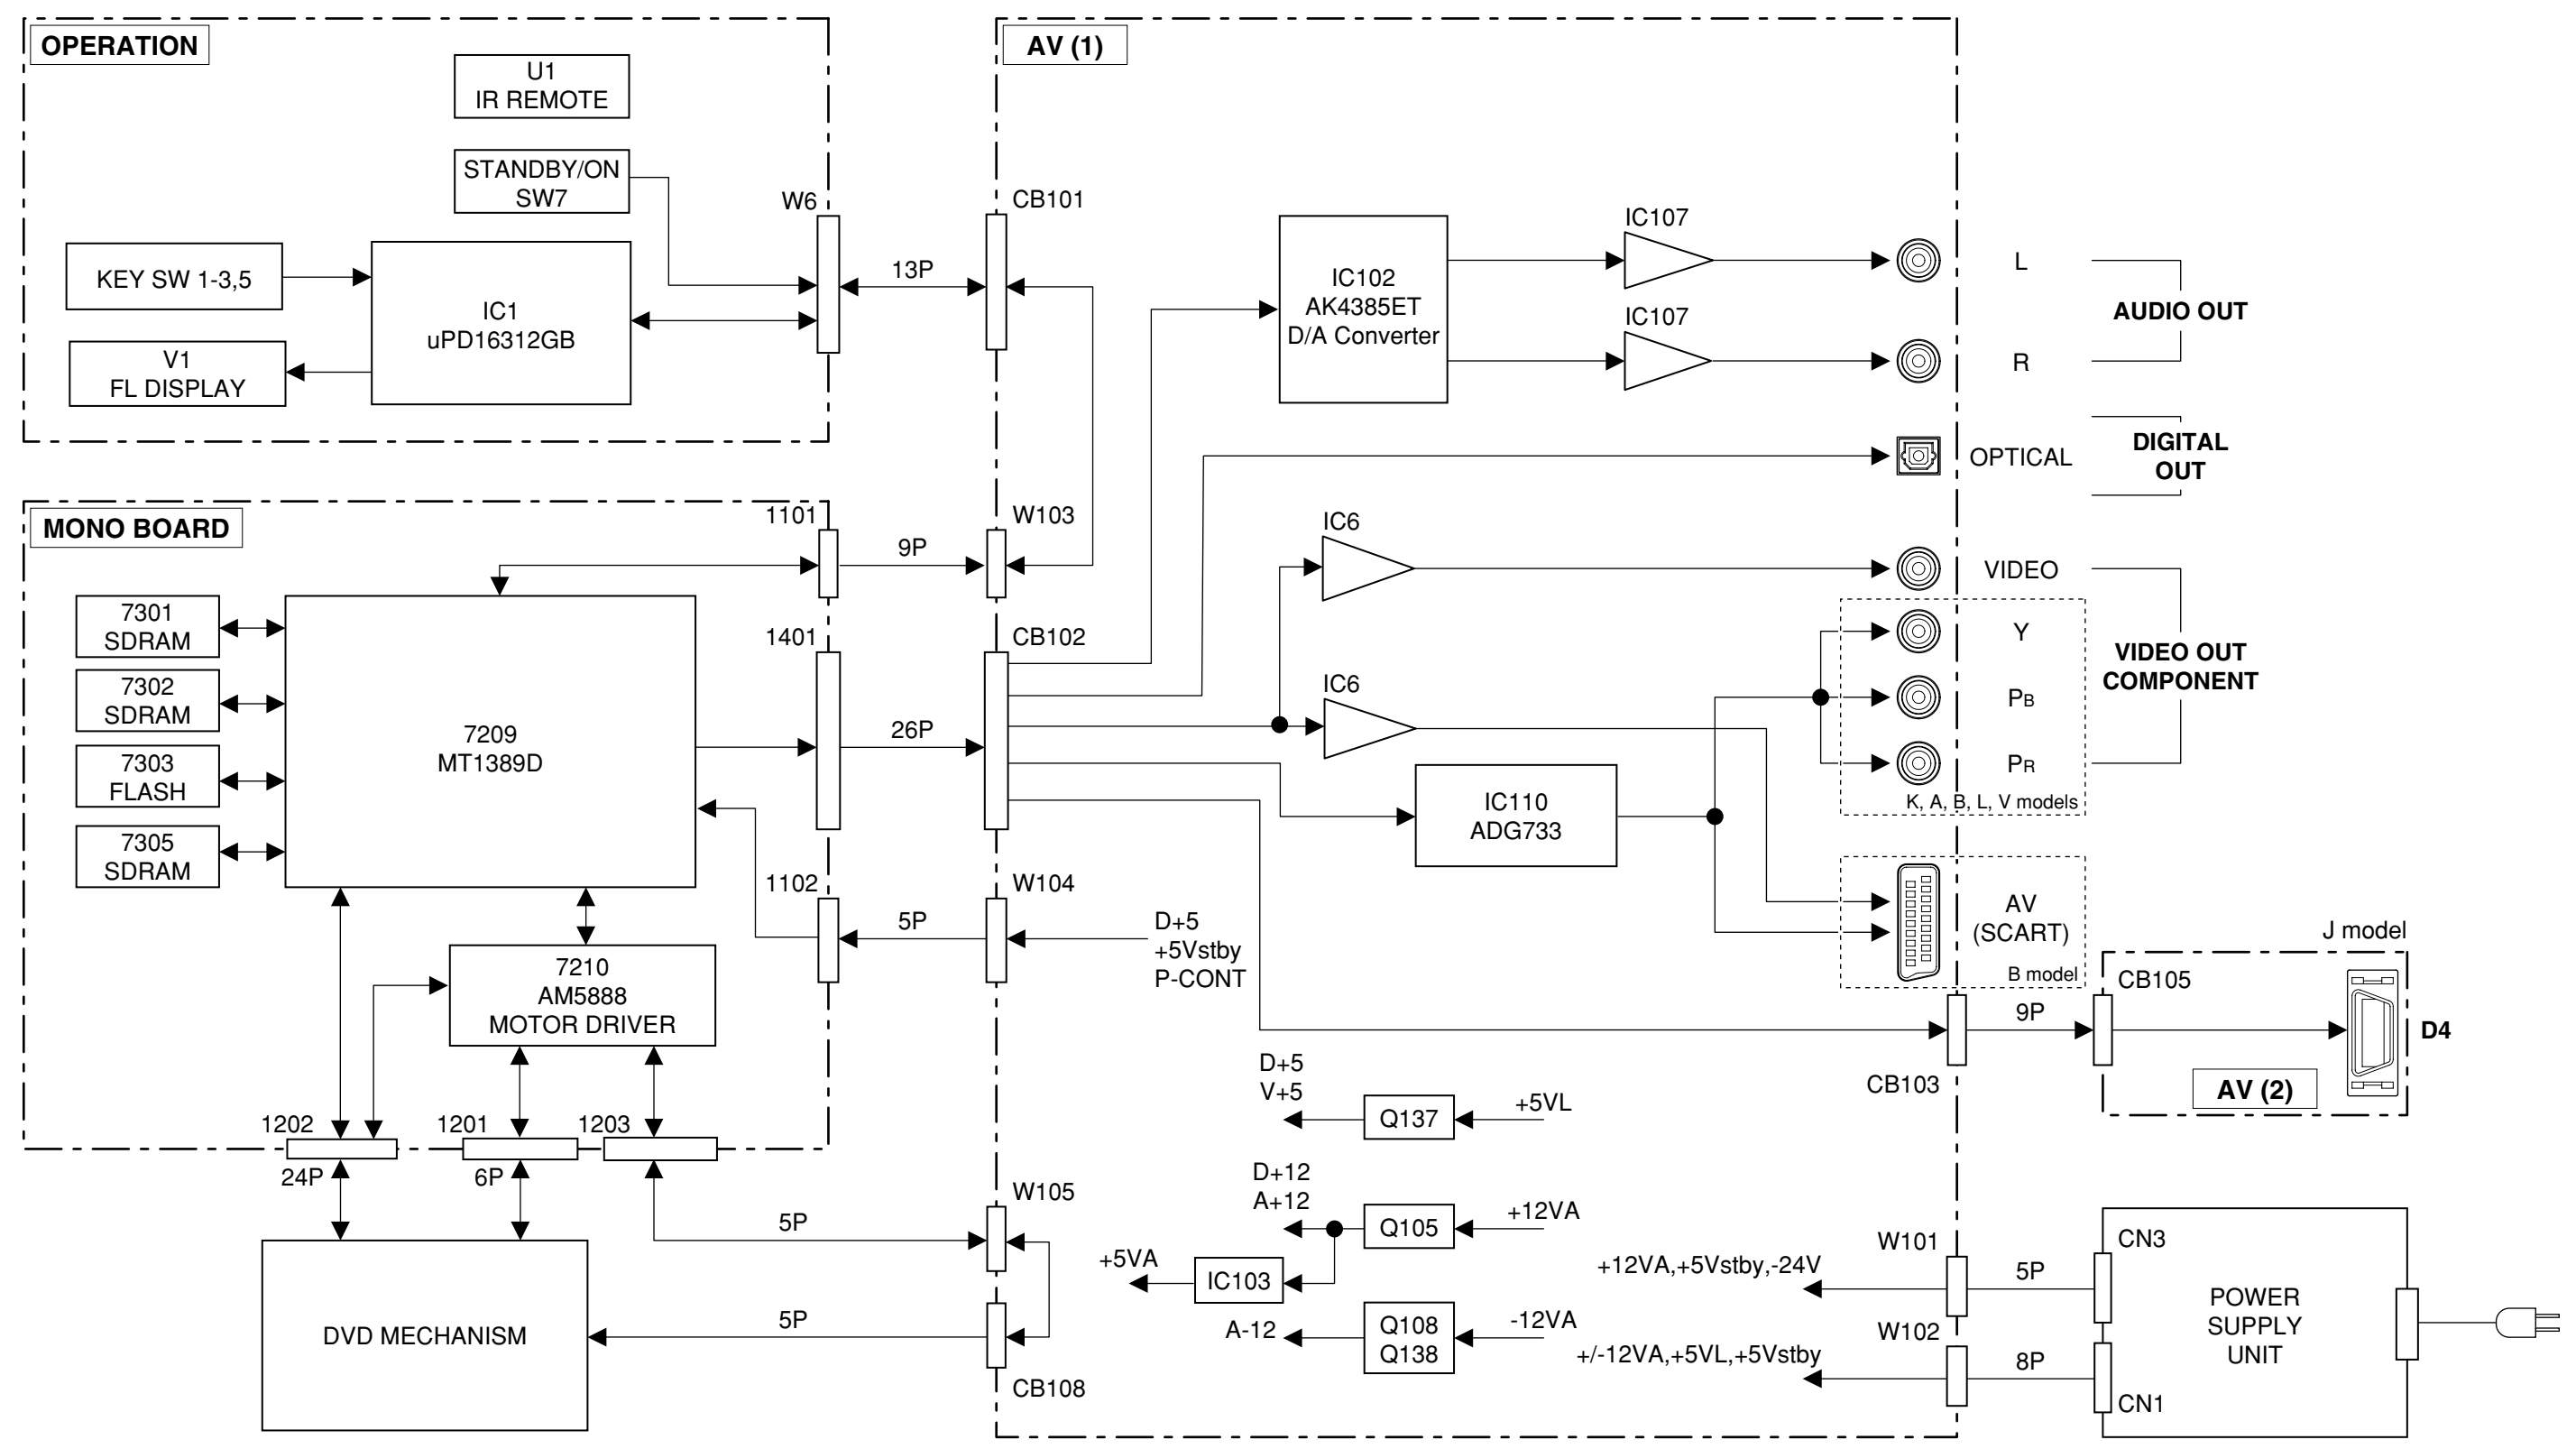 OPERATION
U1
IR REMOTE
STANDBY/ON
SW7
KEY SW 1-3,5
IC1
uPD16312GB
V1
FL DISPLAY
W6
13P
AV (1)
CB101
IC102
AK4385ET
D/A Converter
IC107
IC107
L
R
AUDIO OUT
OPTICAL
DIGITAL
OUT
MONO BOARD
1101
9P
W103
7301
SDRAM
7302
SDRAM
7303
FLASH
7305
SDRAM
7209
MT1389D
1401
26P
CB102
IC6
IC6
VIDEO
Y
PB
PR
K, A, B, L, V models
VIDEO OUT
COMPONENT
IC110
ADG733
AV
(SCART)
B model
1102
5P
W104
D+5
+5Vstby
P-CONT
7210
AM5888
MOTOR DRIVER
1202
1201
1203
24P
6P
DVD MECHANISM
5P
W105
5P
CB108
J model
CB105
9P
CB103
D4
AV (2)
D+5
V+5
Q137
+5VL
D+12
A+12
Q105
+12VA
+5VA
IC103
A-12
Q108
Q138
-12VA
+12VA,+5Vstby,-24V
+/-12VA,+5VL,+5Vstby
W101
5P
CN3
W102
8P
CN1
POWER
SUPPLY
UNIT